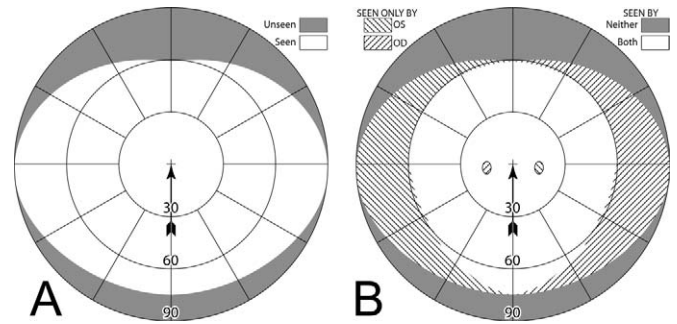 Unseen
Seen
30
60
90
A
SEEN ONLY BY
OS
OD
SEEN BY
Neither
Both
30
60
90
B